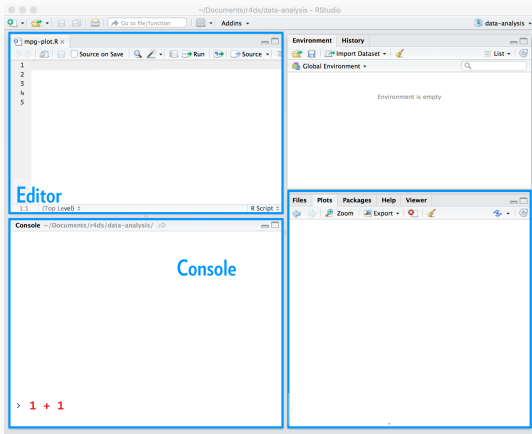 ~/Documents/r4ds/data-analysis - RStudio
Go to file/function
Addins
data-analysis
mpg-plot.R
Source on Save
Run
Source
1
2
3
4
5
Editor
1:1 (Top Level) R Script
Console ~/Documents/r4ds/data-analysis/
Console
> 1 + 1
Environment History
Import Dataset
List
Global Environment
Environment is empty
Files Plots Packages Help Viewer
Zoom Export